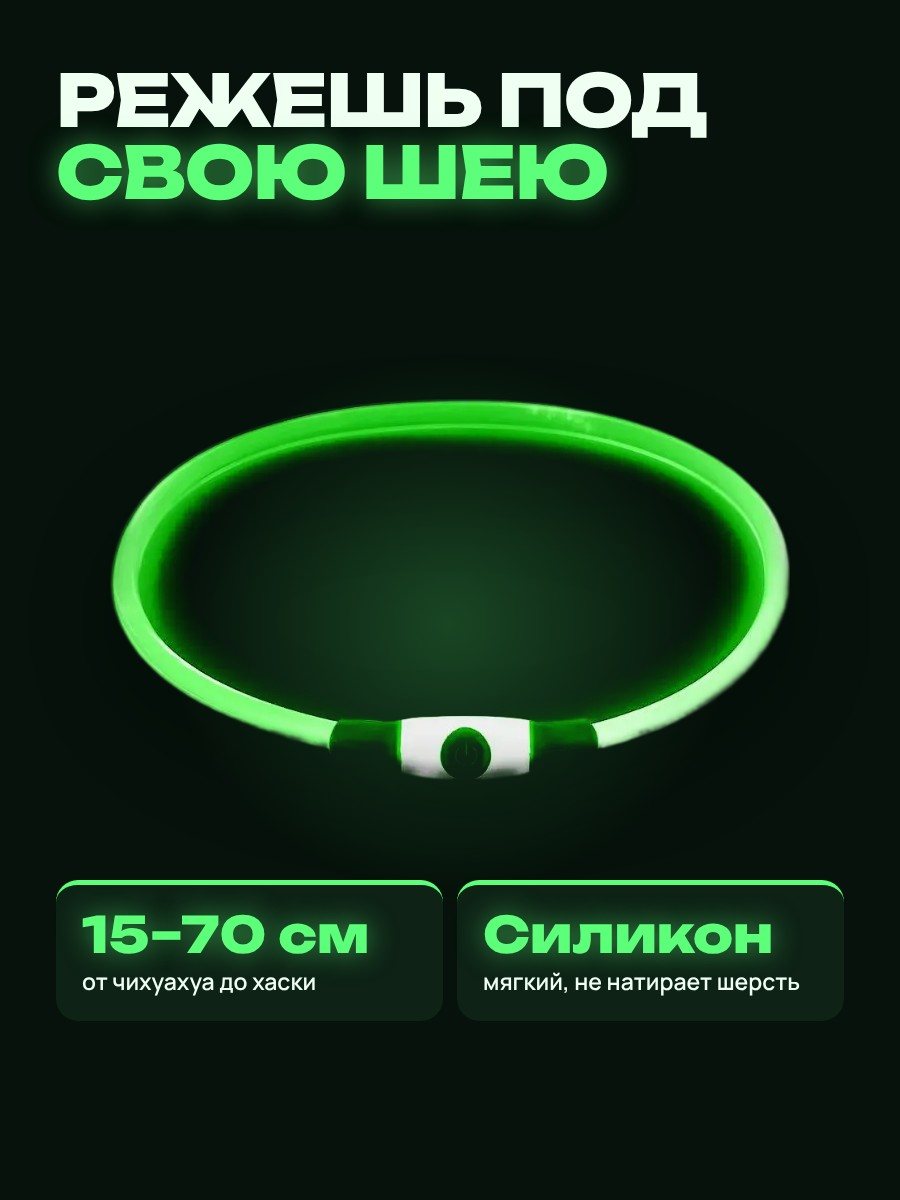 РЕЖЕШЬ ПОД
СВОЮ ШЕЮ
15–70 см
от чихуахуа до хаски
Силикон
мягкий, не натирает шерсть